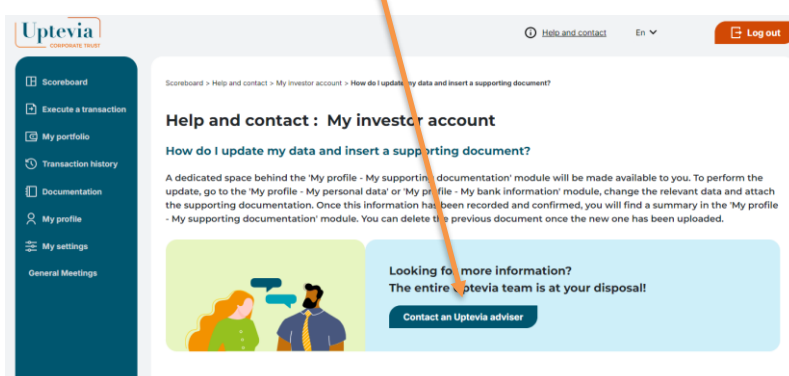 Uptevia
CORPORATE TRUST
Help and contact
En
Log out
Scoreboard
Execute a transaction
My portfolio
Transaction history
Documentation
My profile
My settings
General Meetings
Scoreboard > Help and contact > My investor account > How do I update my data and insert a supporting document?
Help and contact : My investor account
How do I update my data and insert a supporting document?
A dedicated space behind the 'My profile - My supporting documentation' module will be made available to you. To perform the
update, go to the 'My profile - My personal data' or 'My profile - My bank information' module, change the relevant data and attach
the supporting documentation. Once this information has been recorded and confirmed, you will find a summary in the 'My profile
- My supporting documentation' module. You can delete the previous document once the new one has been uploaded.
Looking for more information?
The entire Uptevia team is at your disposal!
Contact an Uptevia adviser